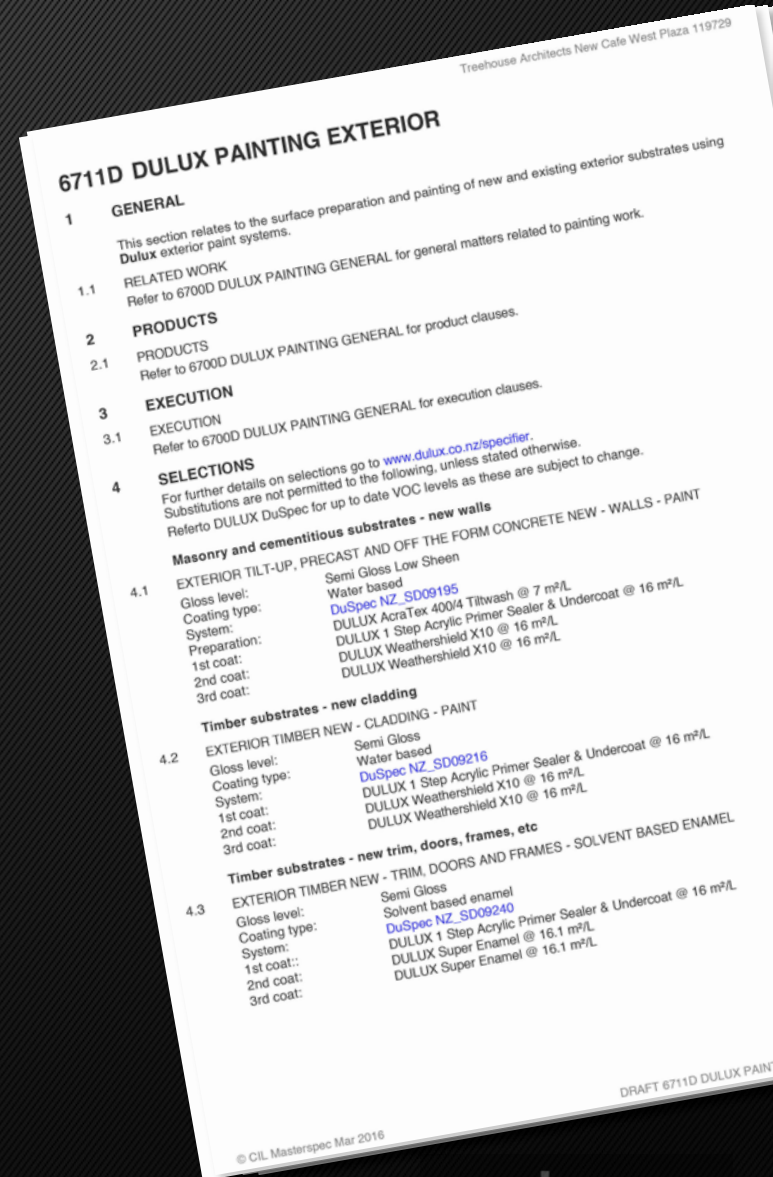 Treehouse Architects New Cafe West Plaza 119729
6711D DULUX PAINTING EXTERIOR
1 GENERAL
This section relates to the surface preparation and painting of new and existing exterior substrates using
Dulux exterior paint systems.
1.1 RELATED WORK
Refer to 6700D DULUX PAINTING GENERAL for general matters related to painting work.
2 PRODUCTS
2.1 PRODUCTS
Refer to 6700D DULUX PAINTING GENERAL for product clauses.
3 EXECUTION
3.1 EXECUTION
Refer to 6700D DULUX PAINTING GENERAL for execution clauses.
4 SELECTIONS
For further details on selections go to www.dulux.co.nz/specifier.
Substitutions are not permitted to the following, unless stated otherwise.
Referto DULUX DuSpec for up to date VOC levels as these are subject to change.
Masonry and cementitious substrates - new walls
4.1 EXTERIOR TILT-UP, PRECAST AND OFF THE FORM CONCRETE NEW - WALLS - PAINT
Gloss level: Semi Gloss Low Sheen
Coating type: Water based
System: DuSpec NZ_SD09195
Preparation: DULUX AcraTex 400/4 Tiltwash @ 7 m²/L
1st coat: DULUX 1 Step Acrylic Primer Sealer & Undercoat @ 16 m²/L
2nd coat: DULUX Weathershield X10 @ 16 m²/L
3rd coat: DULUX Weathershield X10 @ 16 m²/L
Timber substrates - new cladding
4.2 EXTERIOR TIMBER NEW - CLADDING - PAINT
Gloss level: Semi Gloss
Coating type: Water based
System: DuSpec NZ_SD09216
1st coat: DULUX 1 Step Acrylic Primer Sealer & Undercoat @ 16 m²/L
2nd coat: DULUX Weathershield X10 @ 16 m²/L
3rd coat: DULUX Weathershield X10 @ 16 m²/L
Timber substrates - new trim, doors, frames, etc
4.3 EXTERIOR TIMBER NEW - TRIM, DOORS AND FRAMES - SOLVENT BASED ENAMEL
Gloss level: Semi Gloss
Coating type: Solvent based enamel
System: DuSpec NZ_SD09240
1st coat:: DULUX 1 Step Acrylic Primer Sealer & Undercoat @ 16 m²/L
2nd coat: DULUX Super Enamel @ 16.1 m²/L
3rd coat: DULUX Super Enamel @ 16.1 m²/L
© CIL Masterspec Mar 2016
DRAFT 6711D DULUX PAINT